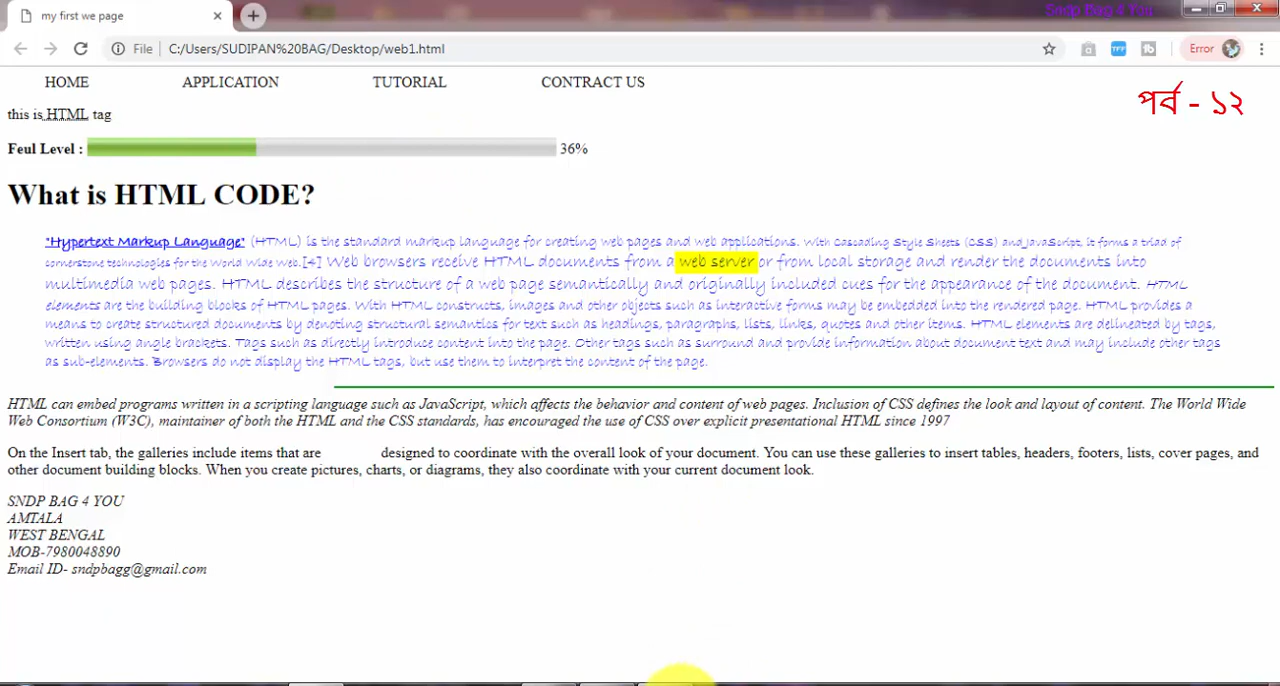 my first we page
Sndp Bag 4 You
File C:/Users/SUDIPAN%20BAG/Desktop/web1.html
Error
HOME APPLICATION TUTORIAL CONTRACT US
পর্ব - ১২
this is HTML tag
Feul Level : 36%
What is HTML CODE?
"Hypertext Markup Language" (HTML) is the standard markup language for creating web pages and web applications. With Cascading Style Sheets (CSS) and JavaScript, it forms a triad of
cornerstone technologies for the World Wide Web.[4] Web browsers receive HTML documents from a web server or from local storage and render the documents into
multimedia web pages. HTML describes the structure of a web page semantically and originally included cues for the appearance of the document. HTML
elements are the building blocks of HTML pages. With HTML constructs, images and other objects such as interactive forms may be embedded into the rendered page. HTML provides a
means to create structured documents by denoting structural semantics for text such as headings, paragraphs, lists, links, quotes and other items. HTML elements are delineated by tags,
written using angle brackets. Tags such as directly introduce content into the page. Other tags such as surround and provide information about document text and may include other tags
as sub-elements. Browsers do not display the HTML tags, but use them to interpret the content of the page.
HTML can embed programs written in a scripting language such as JavaScript, which affects the behavior and content of web pages. Inclusion of CSS defines the look and layout of content. The World Wide
Web Consortium (W3C), maintainer of both the HTML and the CSS standards, has encouraged the use of CSS over explicit presentational HTML since 1997
On the Insert tab, the galleries include items that are designed to coordinate with the overall look of your document. You can use these galleries to insert tables, headers, footers, lists, cover pages, and
other document building blocks. When you create pictures, charts, or diagrams, they also coordinate with your current document look.
SNDP BAG 4 YOU
AMTALA
WEST BENGAL
MOB-7980048890
Email ID- sndpbagg@gmail.com